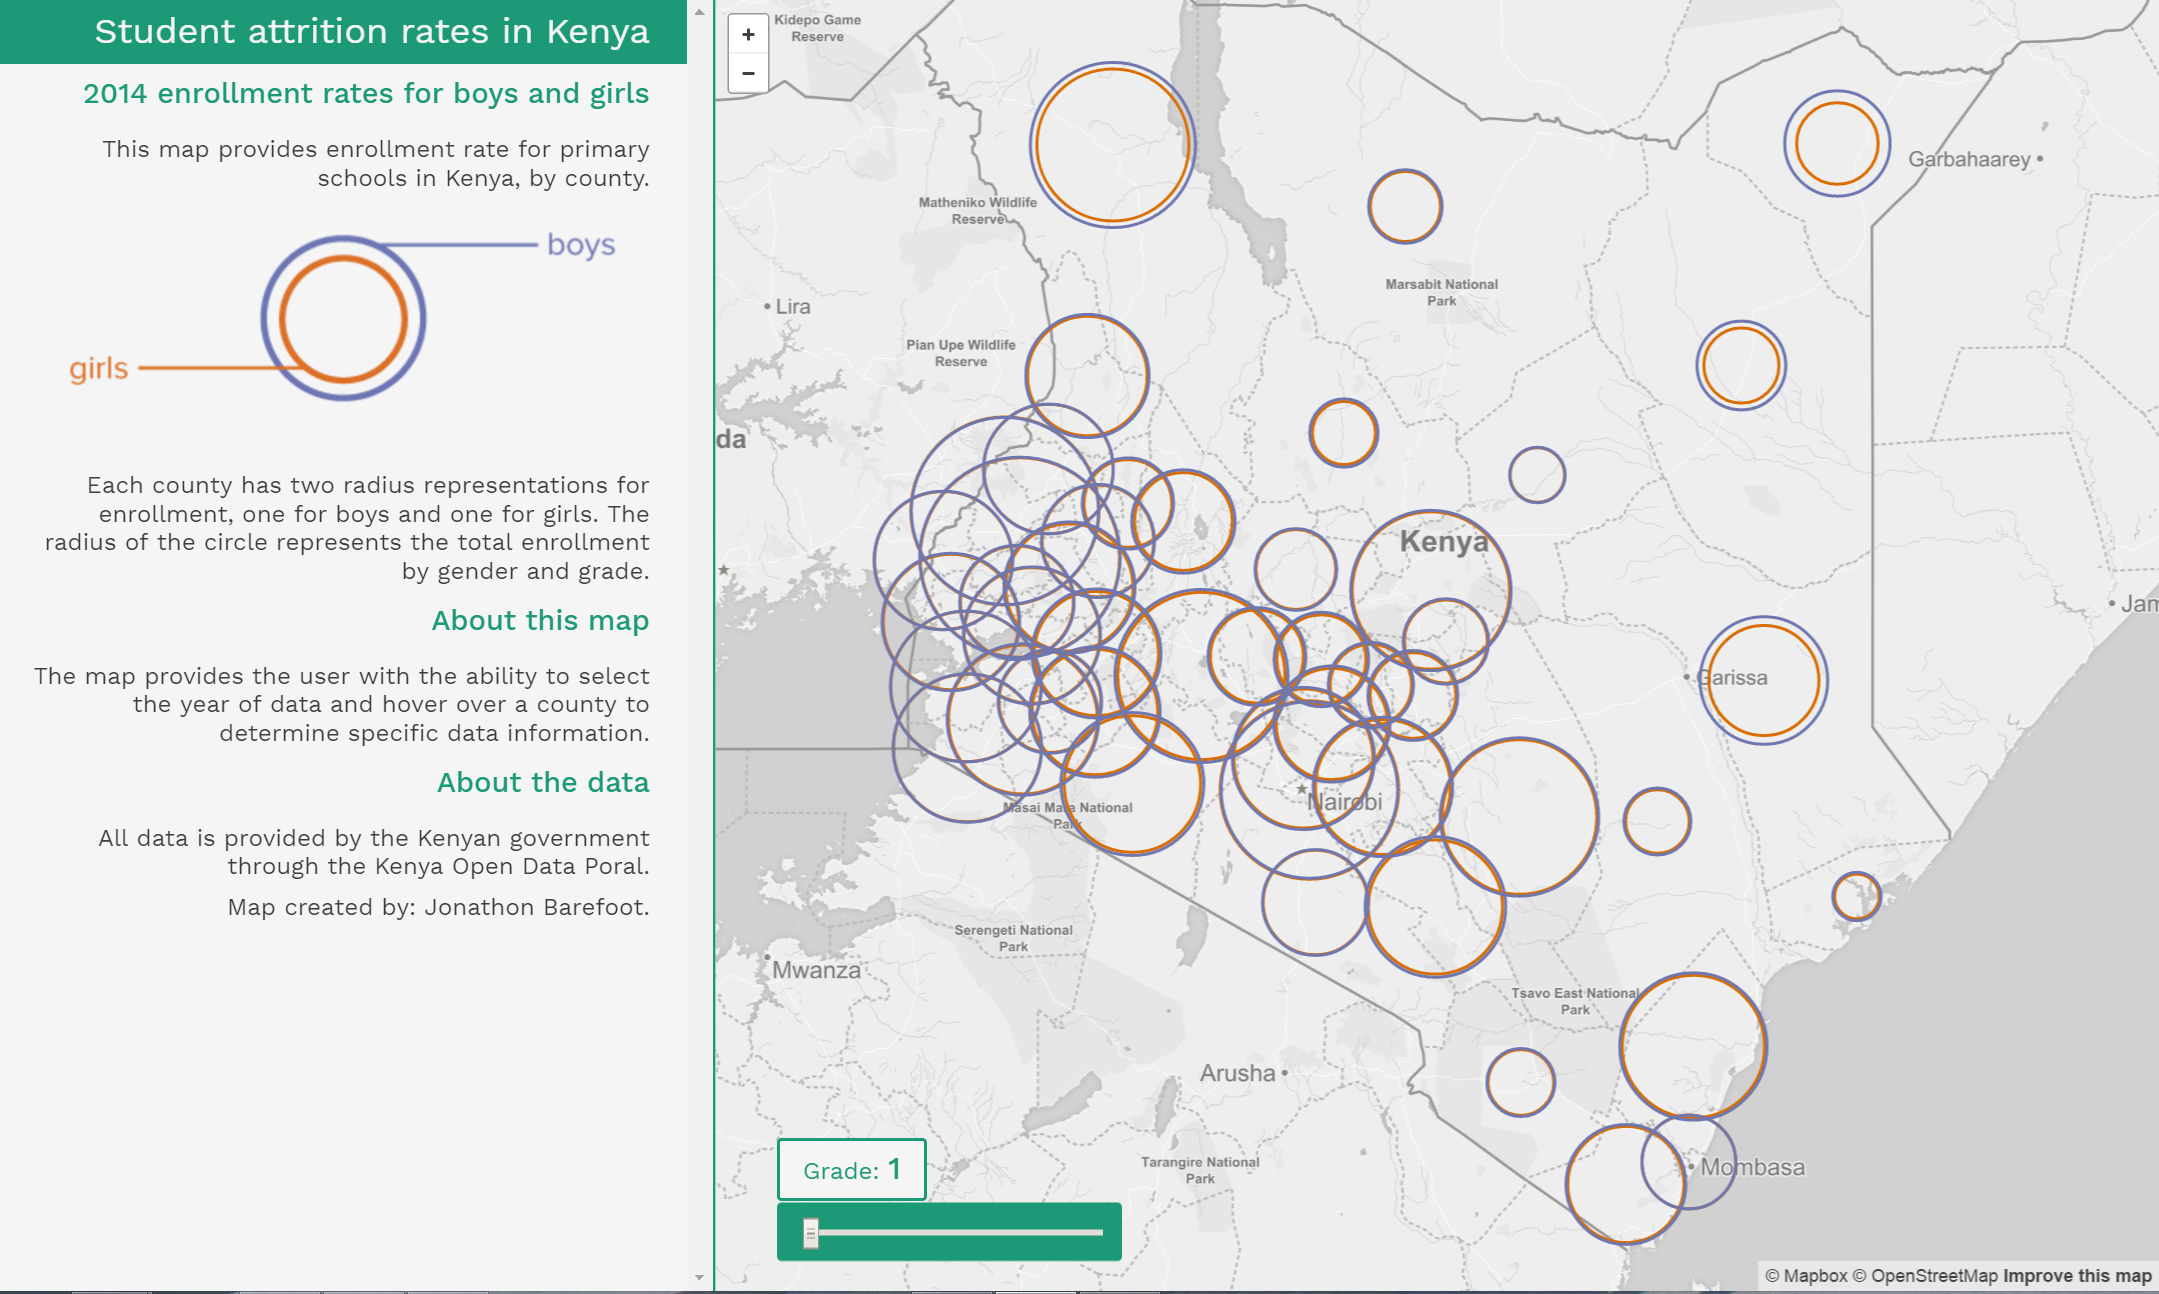 Student attrition rates in Kenya
2014 enrollment rates for boys and girls
This map provides enrollment rate for primary
schools in Kenya, by county.
boys
girls
Each county has two radius representations for
enrollment, one for boys and one for girls. The
radius of the circle represents the total enrollment
by gender and grade.
About this map
The map provides the user with the ability to select
the year of data and hover over a county to
determine specific data information.
About the data
All data is provided by the Kenyan government
through the Kenya Open Data Poral.
Map created by: Jonathon Barefoot.
+
−
Kidepo Game
Reserve
Garbahaarey
Matheniko Wildlife
Reserve
Marsabit National
Park
Lira
Pian Upe Wildlife
Reserve
da
Kenya
Jam
Garissa
Nairobi
Masai Mara National
Park
Serengeti National
Park
Mwanza
Tsavo East National
Park
Arusha
Tarangire National
Park
Mombasa
Grade: 1
© Mapbox © OpenStreetMap Improve this map